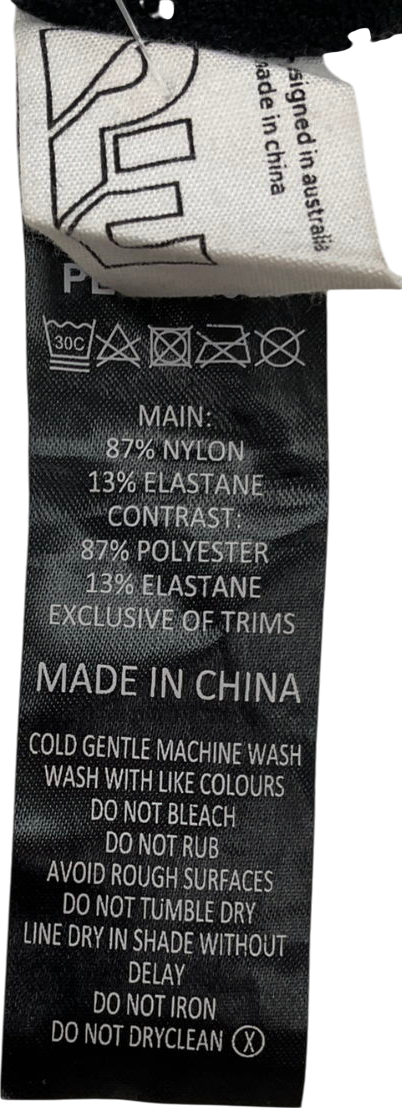 designed in australia
made in china
30C
MAIN:
87% NYLON
13% ELASTANE
CONTRAST:
87% POLYESTER
13% ELASTANE
EXCLUSIVE OF TRIMS
MADE IN CHINA
COLD GENTLE MACHINE WASH
WASH WITH LIKE COLOURS
DO NOT BLEACH
DO NOT RUB
AVOID ROUGH SURFACES
DO NOT TUMBLE DRY
LINE DRY IN SHADE WITHOUT
DELAY
DO NOT IRON
DO NOT DRYCLEAN Ⓧ